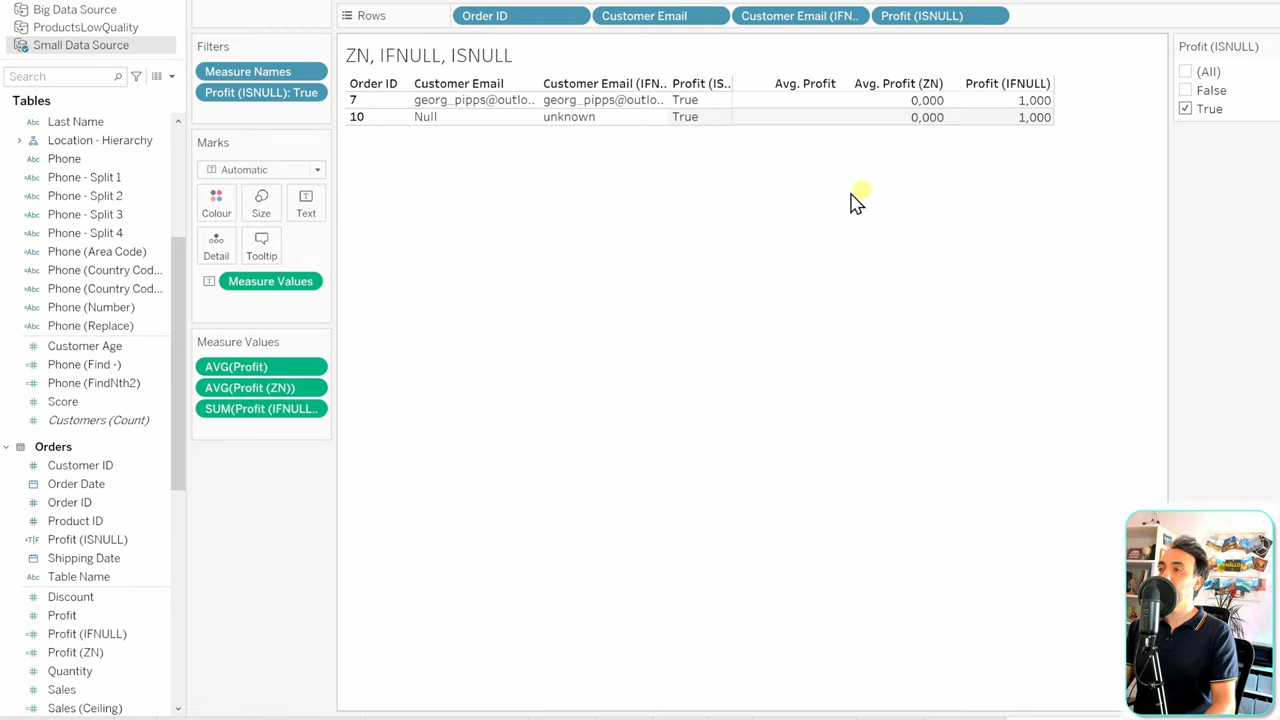 Big Data Source
ProductsLowQuality
Small Data Source
Search
Tables
Last Name
Location - Hierarchy
Phone
Phone - Split 1
Phone - Split 2
Phone - Split 3
Phone - Split 4
Phone (Area Code)
Phone (Country Cod...
Phone (Country Cod...
Phone (Number)
Phone (Replace)
Customer Age
Phone (Find -)
Phone (FindNth2)
Score
Customers (Count)
Orders
Customer ID
Order Date
Order ID
Product ID
Profit (ISNULL)
Shipping Date
Table Name
Discount
Profit
Profit (IFNULL)
Profit (ZN)
Quantity
Sales
Sales (Ceiling)
Filters
Measure Names
Profit (ISNULL): True
Marks
Automatic
Colour Size Text
Detail Tooltip
Measure Values
Measure Values
AVG(Profit)
AVG(Profit (ZN))
SUM(Profit (IFNULL..
Rows Order ID Customer Email Customer Email (IFN.. Profit (ISNULL)
ZN, IFNULL, ISNULL
Order ID Customer Email Customer Email (IFN.. Profit (IS.. Avg. Profit Avg. Profit (ZN) Profit (IFNULL)
7 georg_pipps@outlo.. georg_pipps@outlo.. True 0,000 1,000
10 Null unknown True 0,000 1,000
Profit (ISNULL)
(All)
False
True